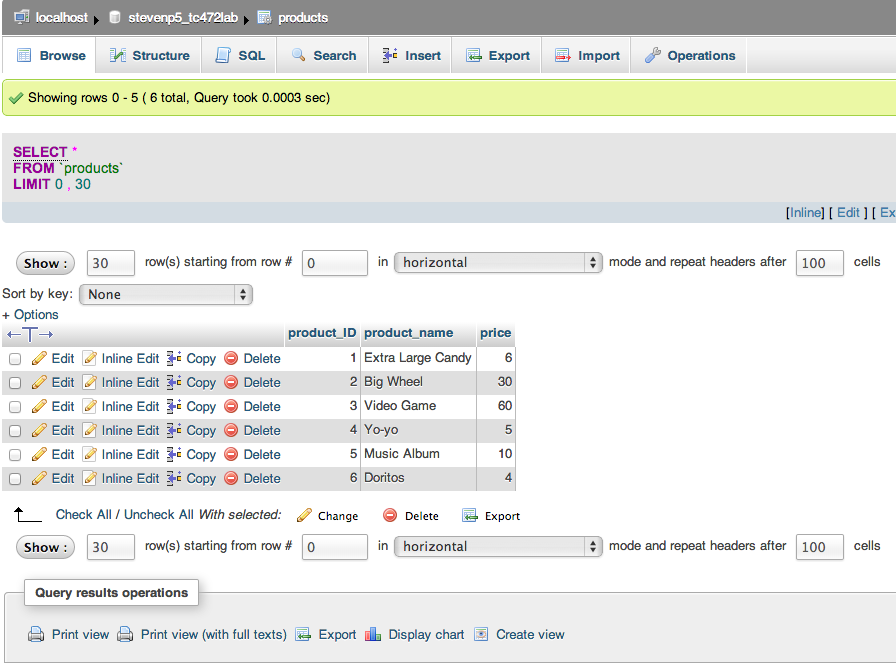 localhost stevenp5_tc472lab products
Browse Structure SQL Search Insert Export Import Operations
Showing rows 0 - 5 ( 6 total, Query took 0.0003 sec)
SELECT *
FROM `products`
LIMIT 0 , 30
[Inline] [ Edit ] [ Ex
Show : 30 row(s) starting from row # 0 in horizontal mode and repeat headers after 100 cells
Sort by key: None
+ Options
←T→ product_ID product_name price
Edit Inline Edit Copy Delete 1 Extra Large Candy 6
Edit Inline Edit Copy Delete 2 Big Wheel 30
Edit Inline Edit Copy Delete 3 Video Game 60
Edit Inline Edit Copy Delete 4 Yo-yo 5
Edit Inline Edit Copy Delete 5 Music Album 10
Edit Inline Edit Copy Delete 6 Doritos 4
Check All / Uncheck All With selected: Change Delete Export
Show : 30 row(s) starting from row # 0 in horizontal mode and repeat headers after 100 cells
Query results operations
Print view Print view (with full texts) Export Display chart Create view